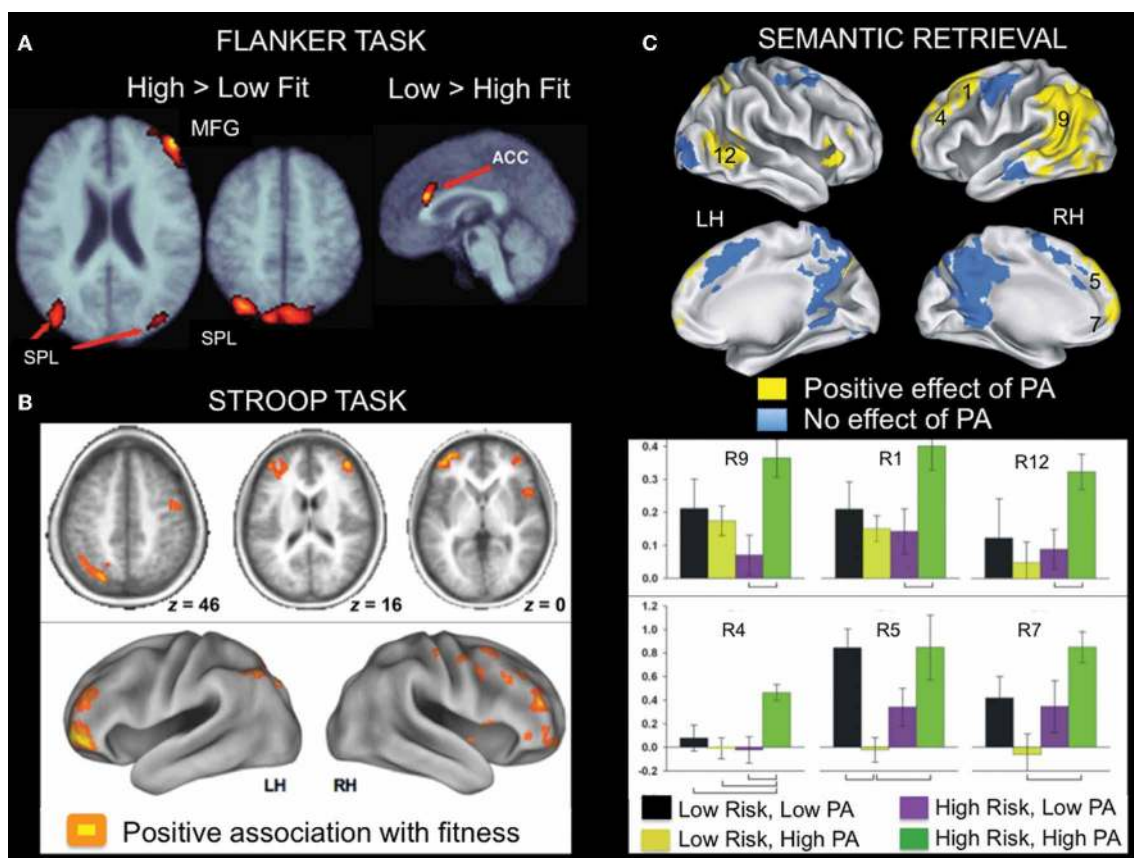 A
FLANKER TASK
High > Low Fit
Low > High Fit
MFG
ACC
SPL
SPL
B
STROOP TASK
z = 46
z = 16
z = 0
LH
RH
Positive association with fitness
C
SEMANTIC RETRIEVAL
1
4
9
12
LH
RH
5
7
Positive effect of PA
No effect of PA
R9
R1
R12
0.4
0.3
0.2
0.1
0.0
R4
R5
R7
1.2
1.0
0.8
0.6
0.4
0.2
0.0
-0.2
Low Risk, Low PA
High Risk, Low PA
Low Risk, High PA
High Risk, High PA